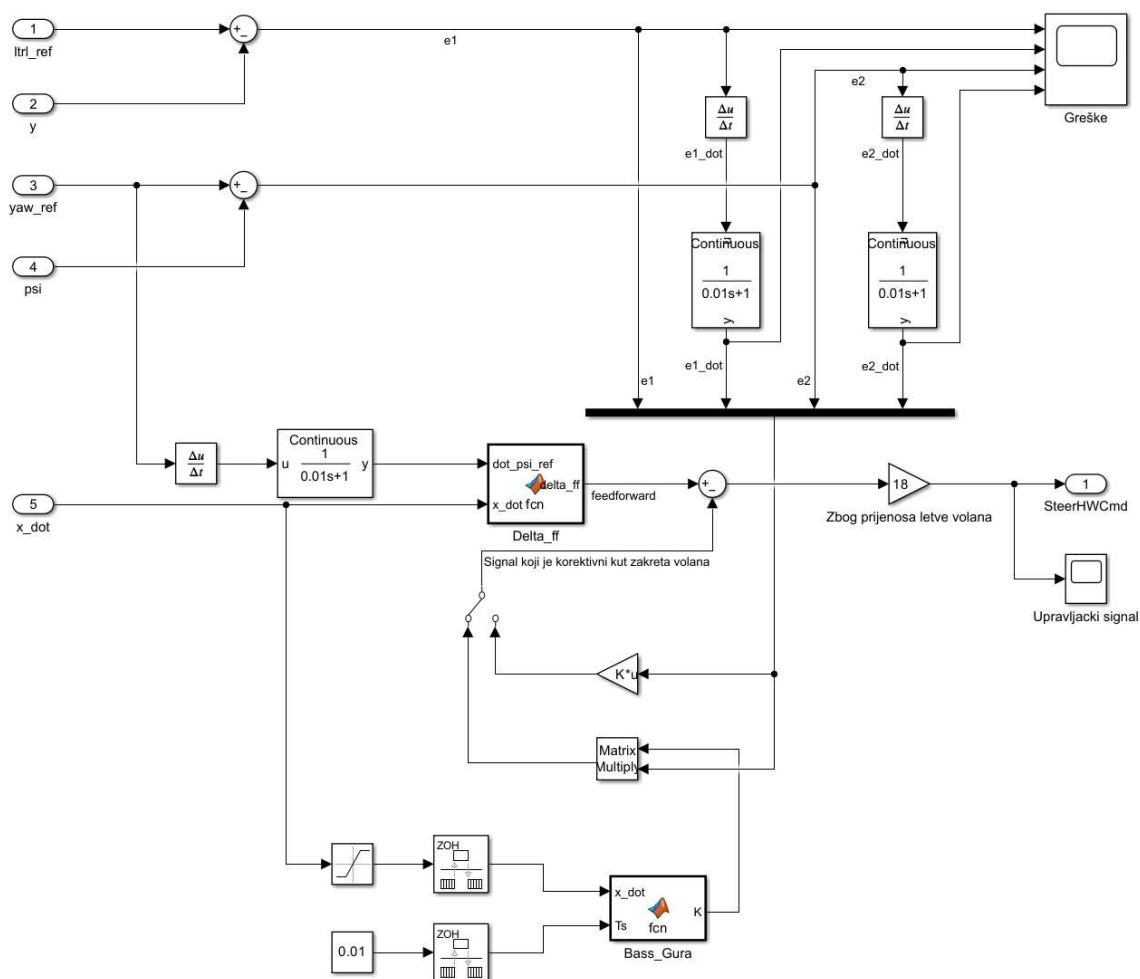 1
ltrl_ref
+
-
e1
2
y
e2
Δu
Δt
Δu
Δt
Greške
e1_dot
e2_dot
3
yaw_ref
+
-
4
psi
Continuous
u
1
0.01s+1
y
Continuous
u
1
0.01s+1
y
e1
e1_dot
e2
e2_dot
Δu
Δt
Continuous
u
1
0.01s+1
y
dot_psi_ref
delta_ff
x_dot
fcn
Delta_ff
feedforward
+
-
18
Zbog prijenosa letve volana
1
SteerHWCmd
5
x_dot
Signal koji je korektivni kut zakreta volana
Upravljacki signal
K*u
Matrix
Multiply
ZOH
x_dot
Ts
fcn
K
Bass_Gura
0.01
ZOH